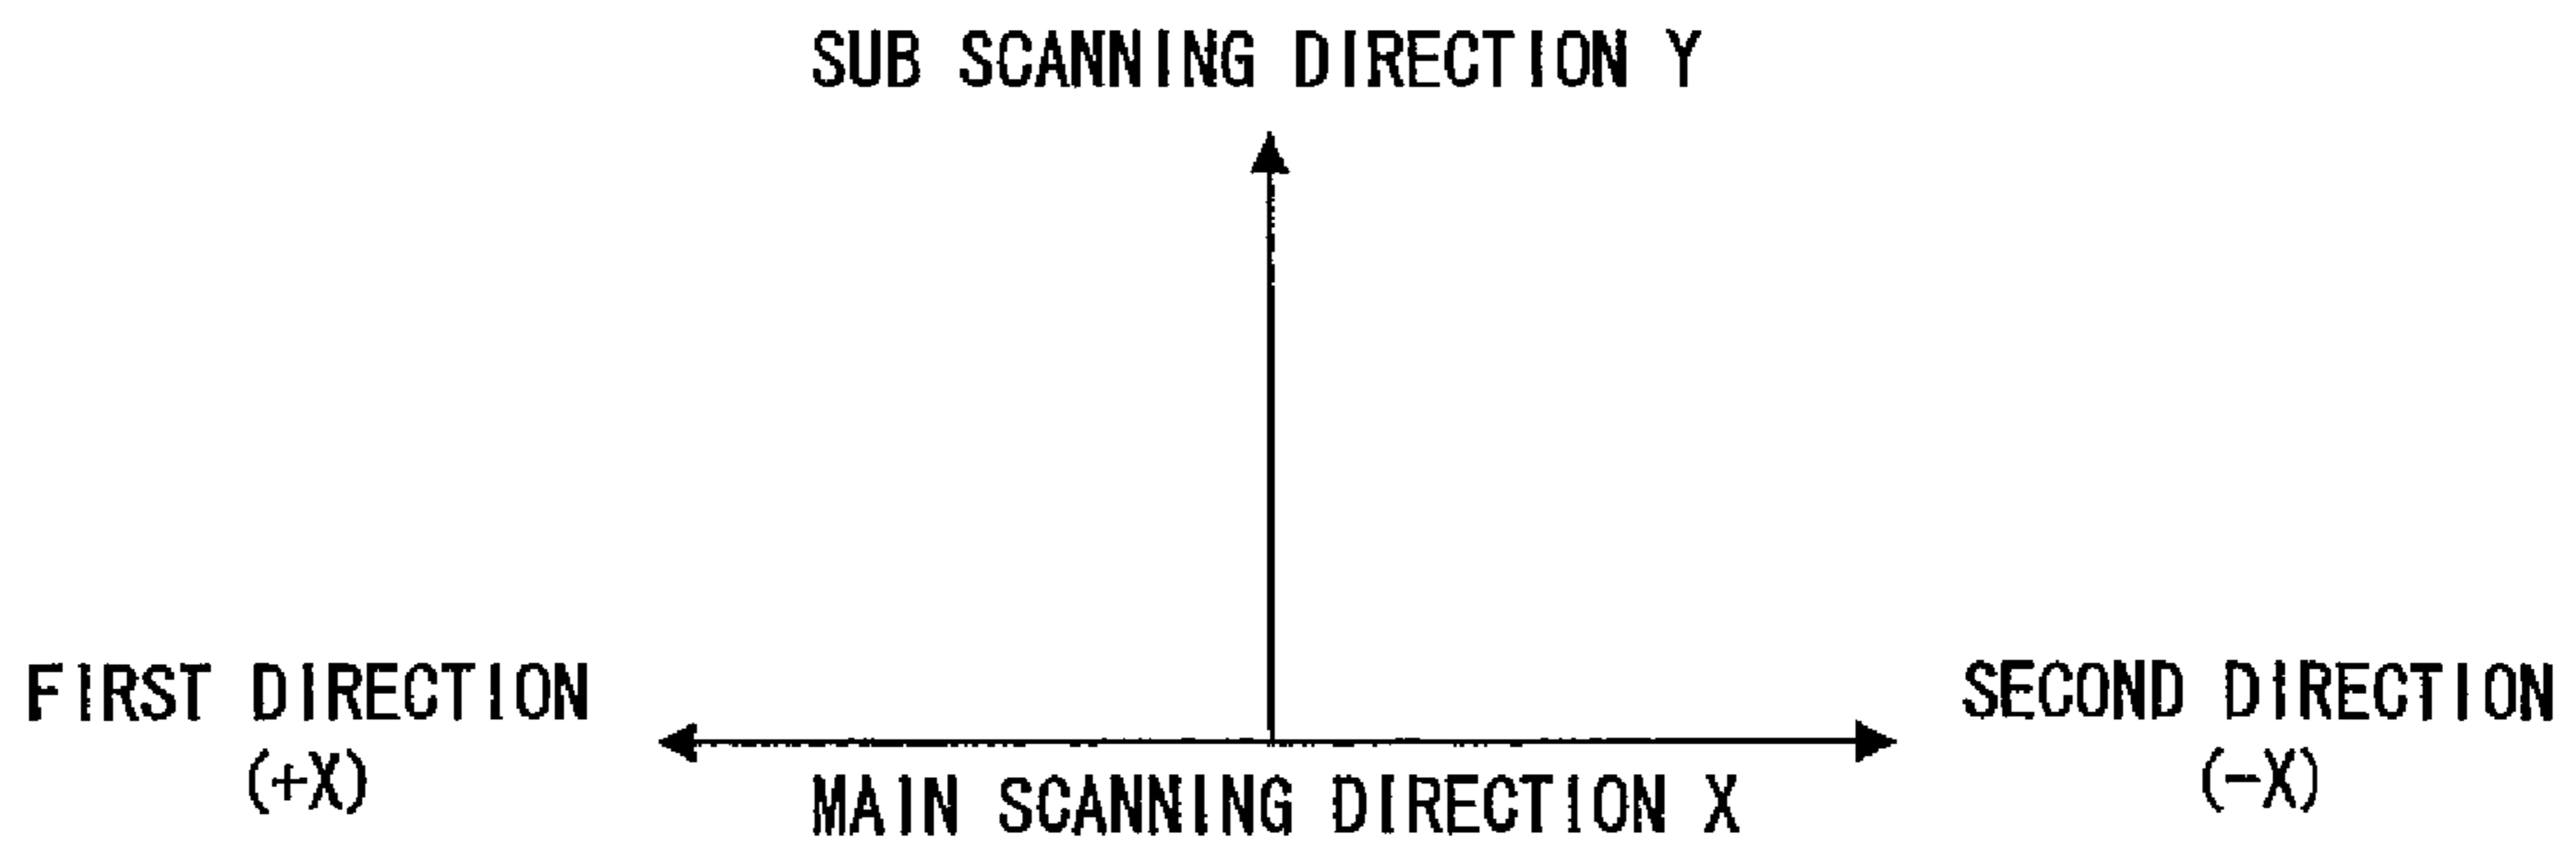 SUB SCANNING DIRECTION Y
FIRST DIRECTION
(+X)
MAIN SCANNING DIRECTION X
SECOND DIRECTION
(-X)